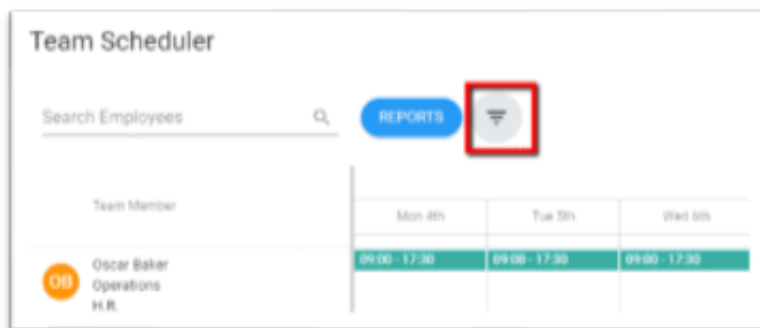 Team Scheduler
Search Employees
REPORTS
Team Member
Mon 4th
Tue 5th
Wed 6th
OB
Oscar Baker
Operations
H.R.
09:00 - 17:30
09:00 - 17:30
09:00 - 17:30